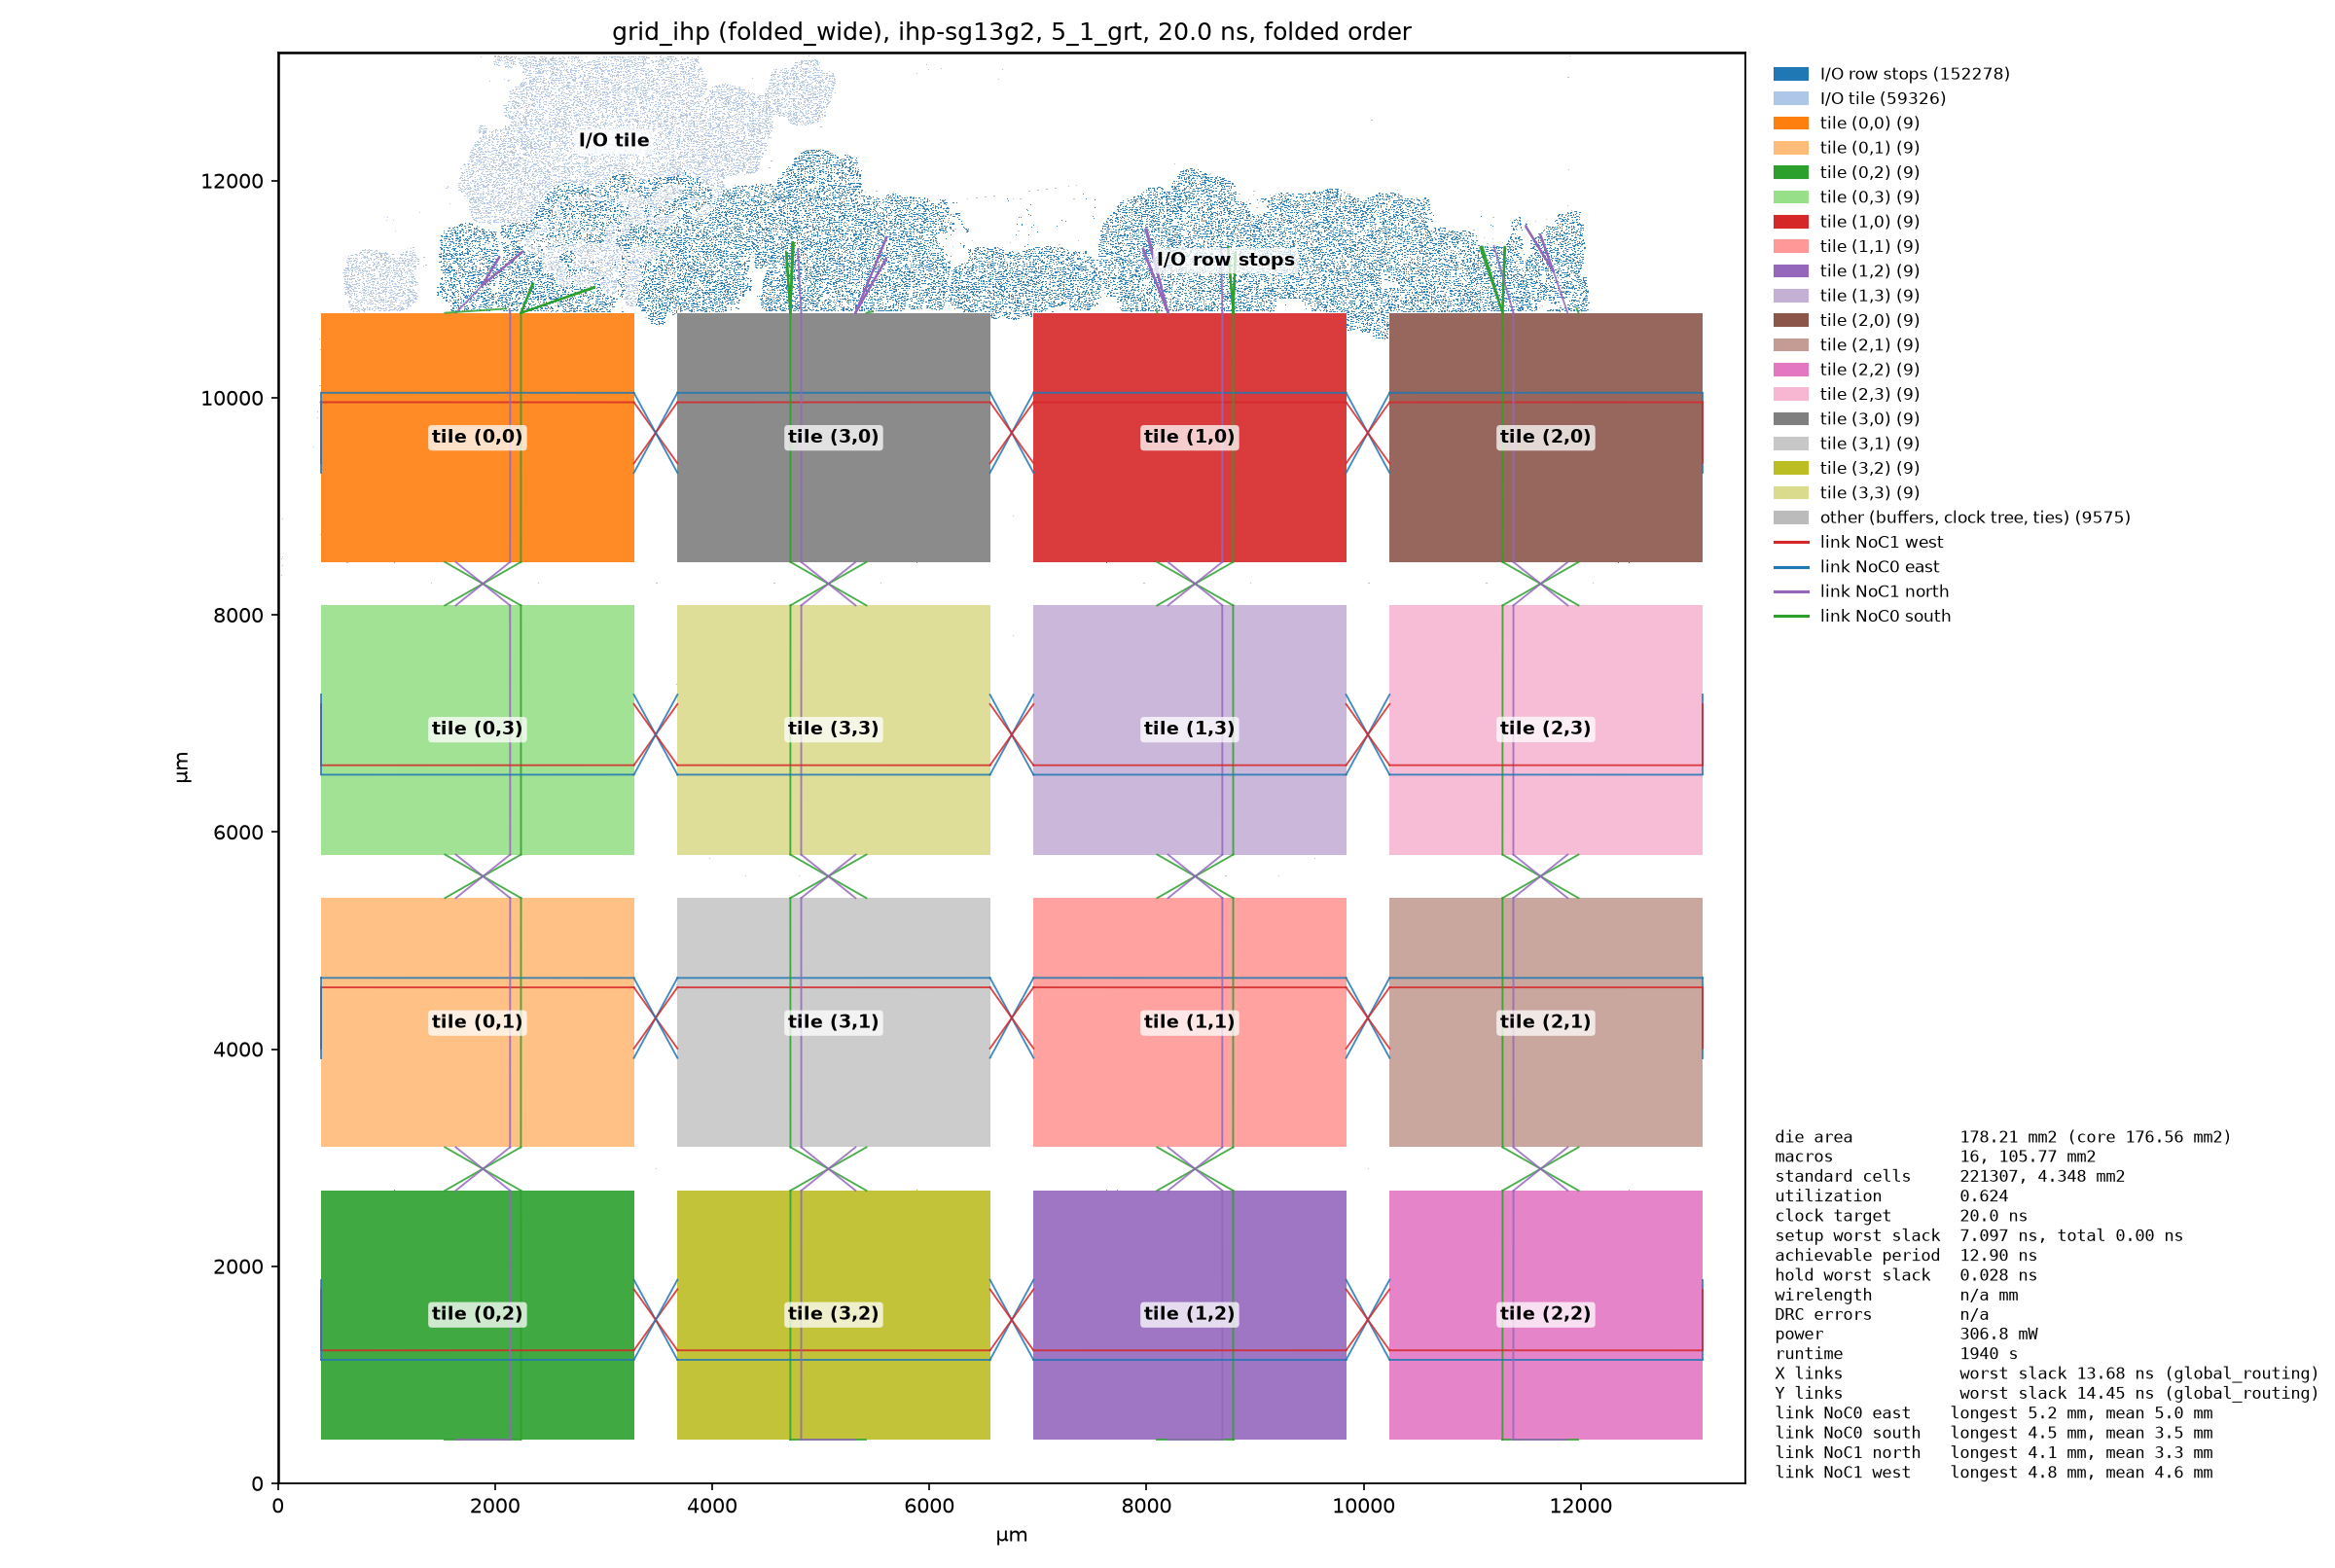 grid_ihp (folded_wide), ihp-sg13g2, 5_1_grt, 20.0 ns, folded order
I/O tile
I/O row stops
tile (0,0)
tile (3,0)
tile (1,0)
tile (2,0)
tile (0,3)
tile (3,3)
tile (1,3)
tile (2,3)
tile (0,1)
tile (3,1)
tile (1,1)
tile (2,1)
tile (0,2)
tile (3,2)
tile (1,2)
tile (2,2)
12000
10000
8000
6000
4000
2000
0
µm
0
2000
4000
6000
8000
10000
12000
µm
I/O row stops (152278)
I/O tile (59326)
tile (0,0) (9)
tile (0,1) (9)
tile (0,2) (9)
tile (0,3) (9)
tile (1,0) (9)
tile (1,1) (9)
tile (1,2) (9)
tile (1,3) (9)
tile (2,0) (9)
tile (2,1) (9)
tile (2,2) (9)
tile (2,3) (9)
tile (3,0) (9)
tile (3,1) (9)
tile (3,2) (9)
tile (3,3) (9)
other (buffers, clock tree, ties) (9575)
link NoC1 west
link NoC0 east
link NoC1 north
link NoC0 south
die area 178.21 mm2 (core 176.56 mm2)
macros 16, 105.77 mm2
standard cells 221307, 4.348 mm2
utilization 0.624
clock target 20.0 ns
setup worst slack 7.097 ns, total 0.00 ns
achievable period 12.90 ns
hold worst slack 0.028 ns
wirelength n/a mm
DRC errors n/a
power 306.8 mW
runtime 1940 s
X links worst slack 13.68 ns (global_routing)
Y links worst slack 14.45 ns (global_routing)
link NoC0 east longest 5.2 mm, mean 5.0 mm
link NoC0 south longest 4.5 mm, mean 3.5 mm
link NoC1 north longest 4.1 mm, mean 3.3 mm
link NoC1 west longest 4.8 mm, mean 4.6 mm